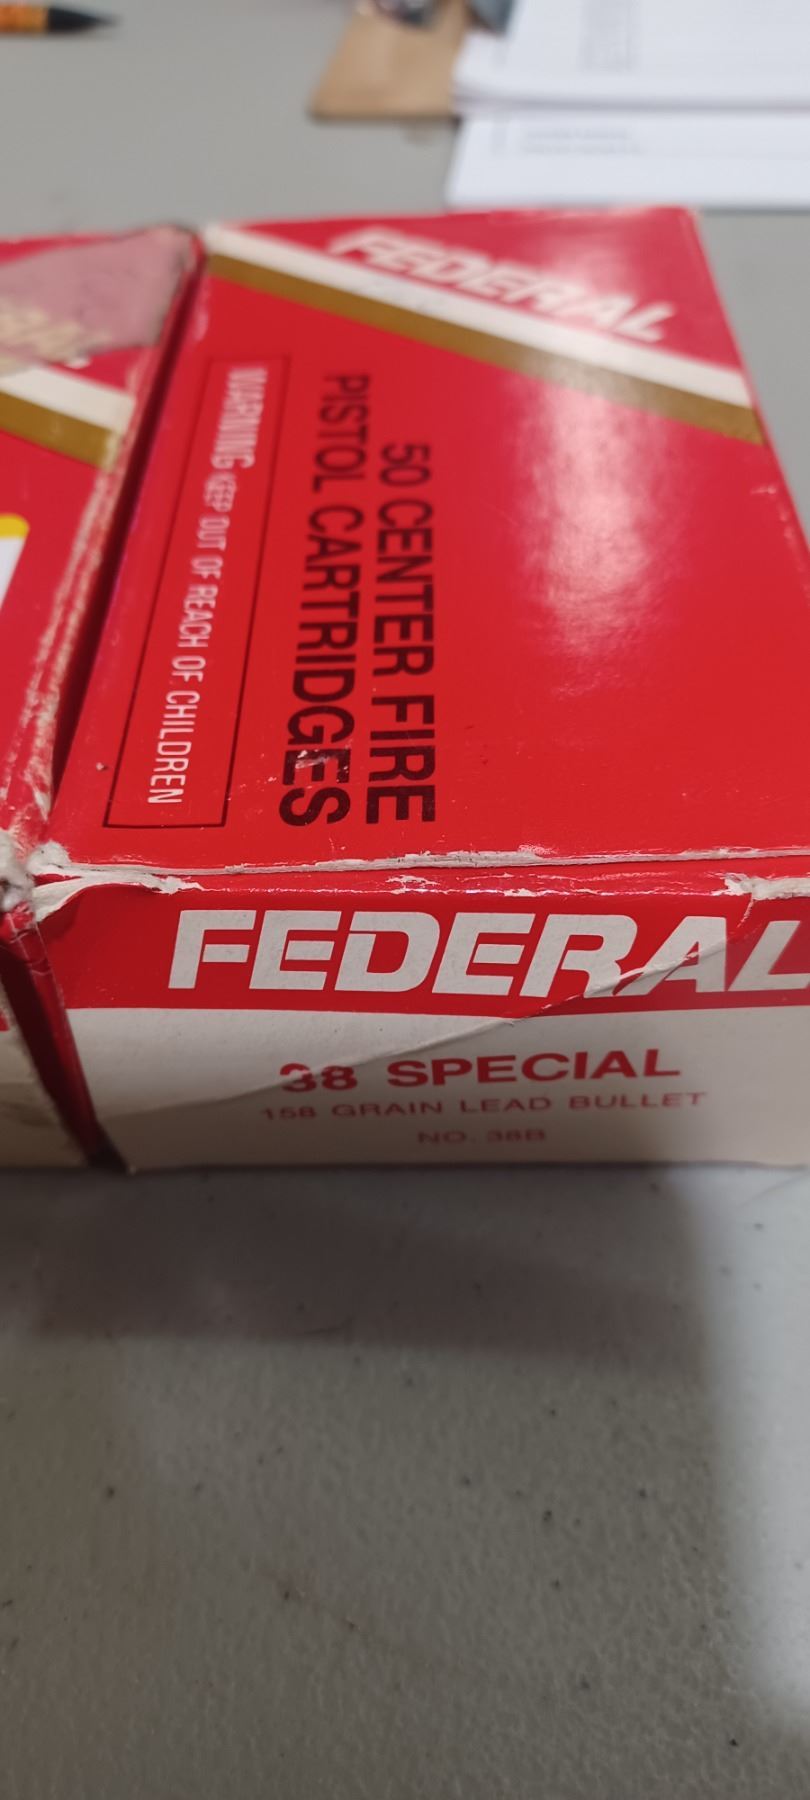 FEDERAL
50 CENTER FIRE
PISTOL CARTRIDGES
WARNING KEEP OUT OF REACH OF CHILDREN
FEDERAL
38 SPECIAL
158 GRAIN LEAD BULLET
NO. 38B